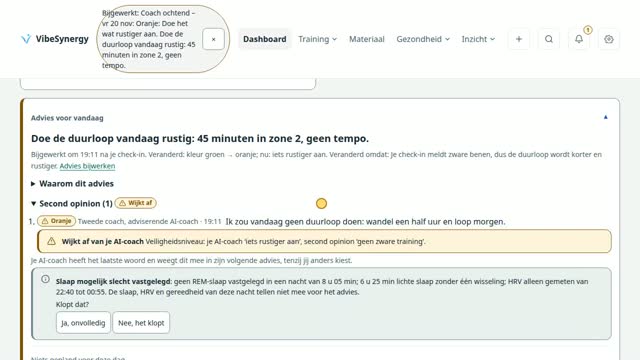 Bijgewerkt: Coach ochtend –
vr 20 nov: Oranje: Doe het
wat rustiger aan. Doe de
duurloop vandaag rustig: 45
minuten in zone 2, geen
tempo.
×
VibeSynergy
Dashboard
Training
Materiaal
Gezondheid
Inzicht
+
1
Advies voor vandaag
Doe de duurloop vandaag rustig: 45 minuten in zone 2, geen tempo.
Bijgewerkt om 19:11 na je check-in. Veranderd: kleur groen → oranje; nu: iets rustiger aan. Veranderd omdat: Je check-in meldt zware benen, dus de duurloop wordt korter en
rustiger. Advies bijwerken
Waarom dit advies
Second opinion (1) Wijkt af
1. Oranje Tweede coach, adviserende AI-coach · 19:11 Ik zou vandaag geen duurloop doen: wandel een half uur en loop morgen.
Wijkt af van je AI-coach Veiligheidsniveau: je AI-coach ‘iets rustiger aan’, second opinion ‘geen zware training’.
Je AI-coach heeft het laatste woord en weegt dit mee in zijn volgende advies, tenzij jij anders kiest.
Slaap mogelijk slecht vastgelegd: geen REM-slaap vastgelegd in een nacht van 8 u 05 min; 6 u 25 min lichte slaap zonder één wisseling; HRV alleen gemeten van
22:40 tot 00:55. De slaap, HRV en gereedheid van deze nacht tellen niet mee voor het advies.
Klopt dat?
Ja, onvolledig
Nee, het klopt
Niets gepland voor deze dag